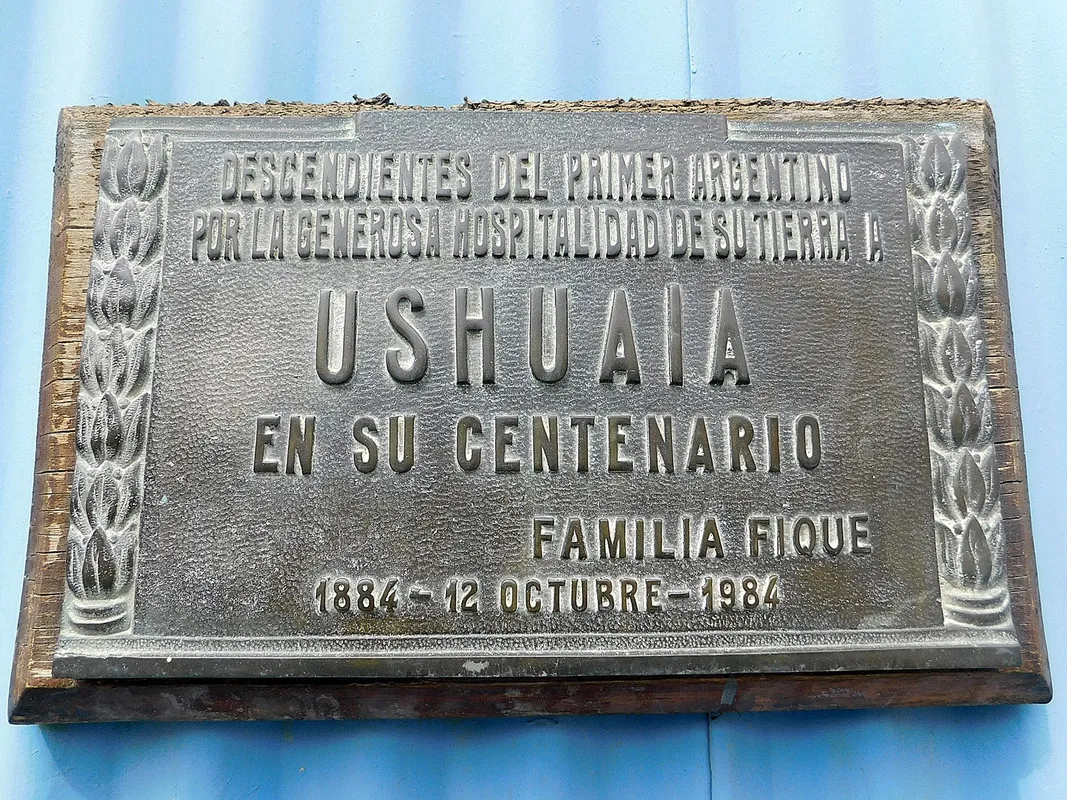 DESCENDIENTES DEL PRIMER ARGENTINO
POR LA GENEROSA HOSPITALIDAD DE SU TIERRA A
USHUAIA
EN SU CENTENARIO
FAMILIA FIQUE
1884 - 12 OCTUBRE - 1984